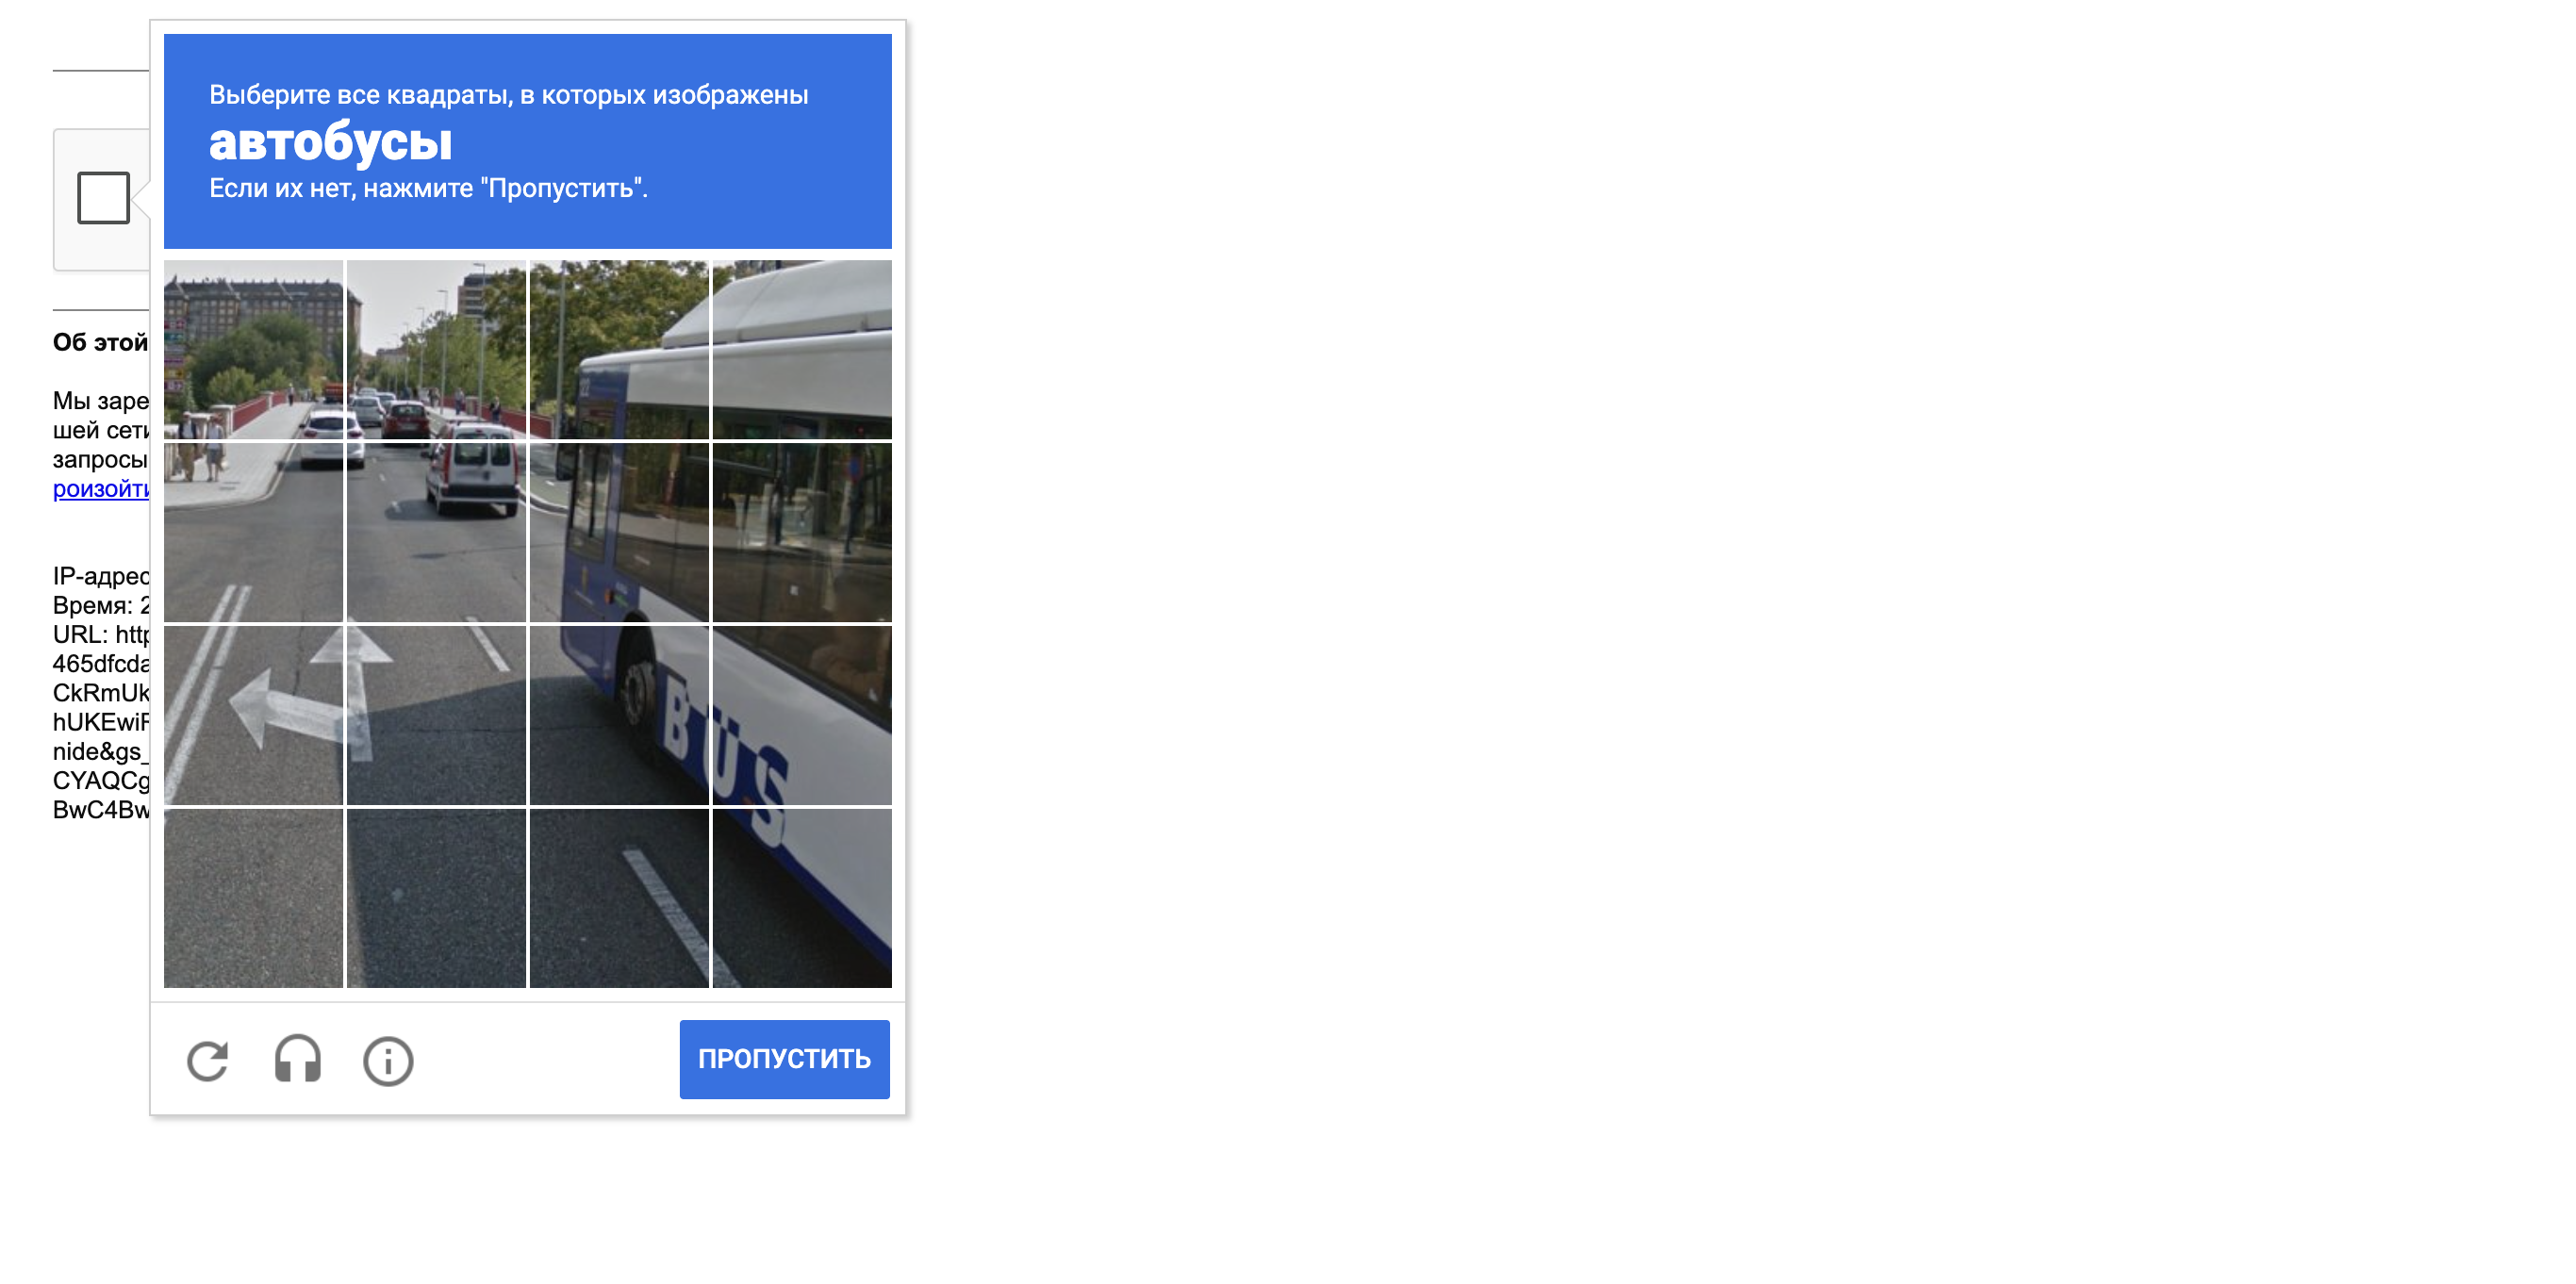 Выберите все квадраты, в которых изображены
автобусы
Если их нет, нажмите "Пропустить".
Об этой
Мы заре
шей сети
запросы
роизойти
IP-адрес
Время: 2
URL: http
465dfcda
CkRmUk
hUKEwiF
nide&gs_
CYAQCg
BwC4Bw
BUS
ПРОПУСТИТЬ